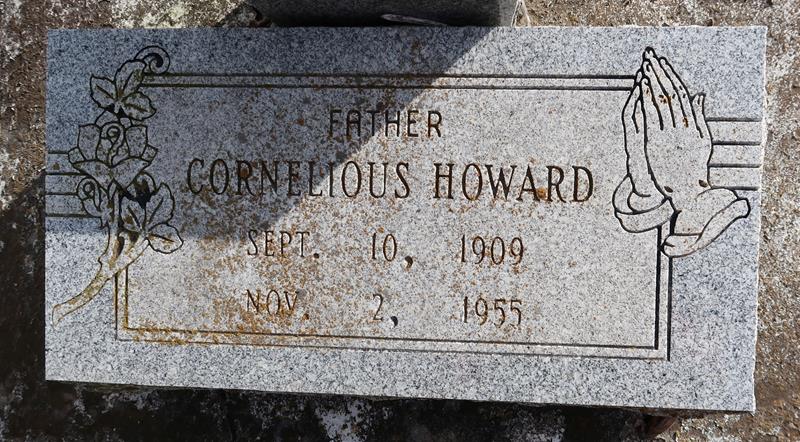 FATHER
CORNELIOUS HOWARD
SEPT. 10, 1909
NOV. 2, 1955